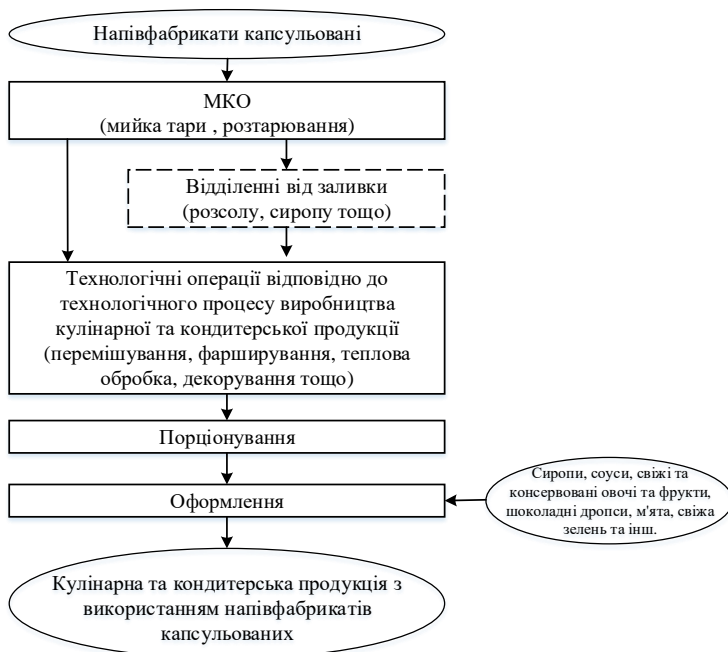 Напівфабрикати капсульовані
МКО
(мийка тари , розтарювання)
Відділенні від заливки
(розсолу, сиропу тощо)
Технологічні операції відповідно до
технологічного процесу виробництва
кулінарної та кондитерської продукції
(перемішування, фарширування, теплова
обробка, декорування тощо)
Порціонування
Оформлення
Сиропи, соуси, свіжі та
консервовані овочі та фрукти,
шоколадні дропси, м'ята, свіжа
зелень та інш.
Кулінарна та кондитерська продукція з
використанням напівфабрикатів
капсульованих